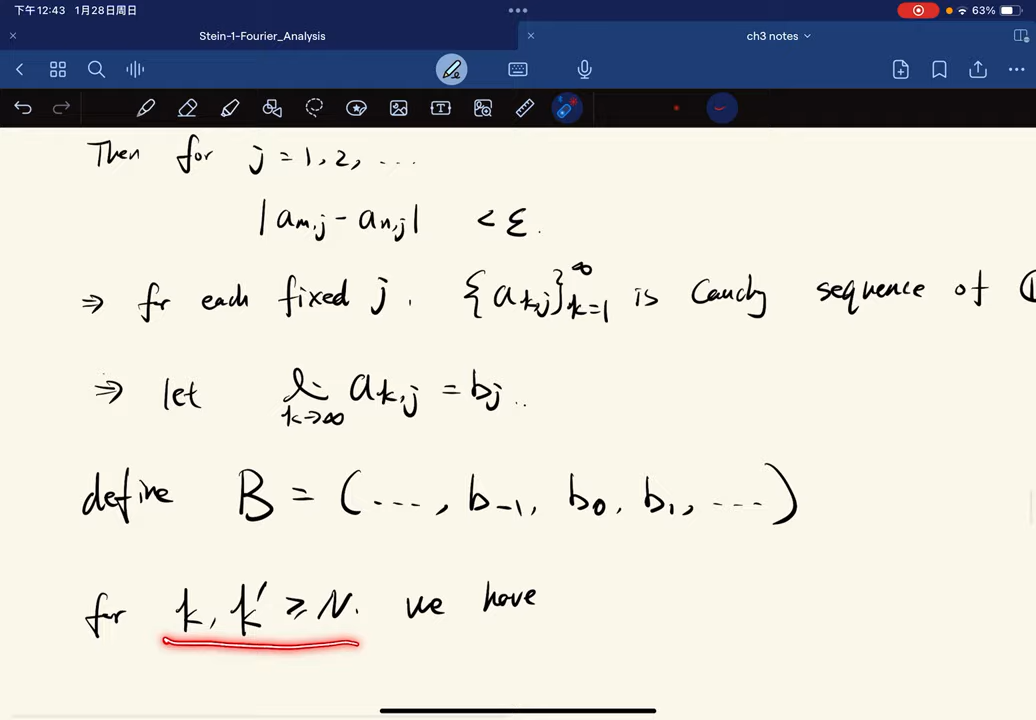 下午12:43 1月28日周日
63%
Stein-1-Fourier_Analysis
ch3 notes
Then for j = 1, 2, ...
|a_{m,j} - a_{n,j}| < ε.
⇒ for each fixed j, {a_{k,j}}_{k=1}^∞ is Cauchy sequence of
⇒ let lim_{k→∞} a_{k,j} = b_j ..
define B = (..., b_{-1}, b_0, b_1, ...)
for k, k' ≥ N. we have